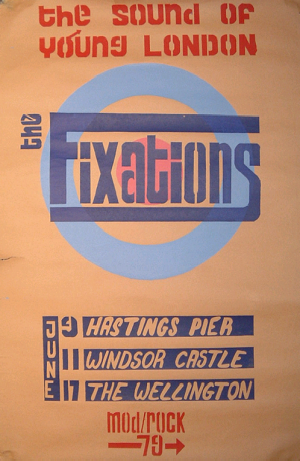 the SOUND OF
YOUNG LONDON
the
Fixations
JUNE
9 HASTINGS PIER
11 WINDSOR CASTLE
17 THE WELLINGTON
MOD/ROCK
79